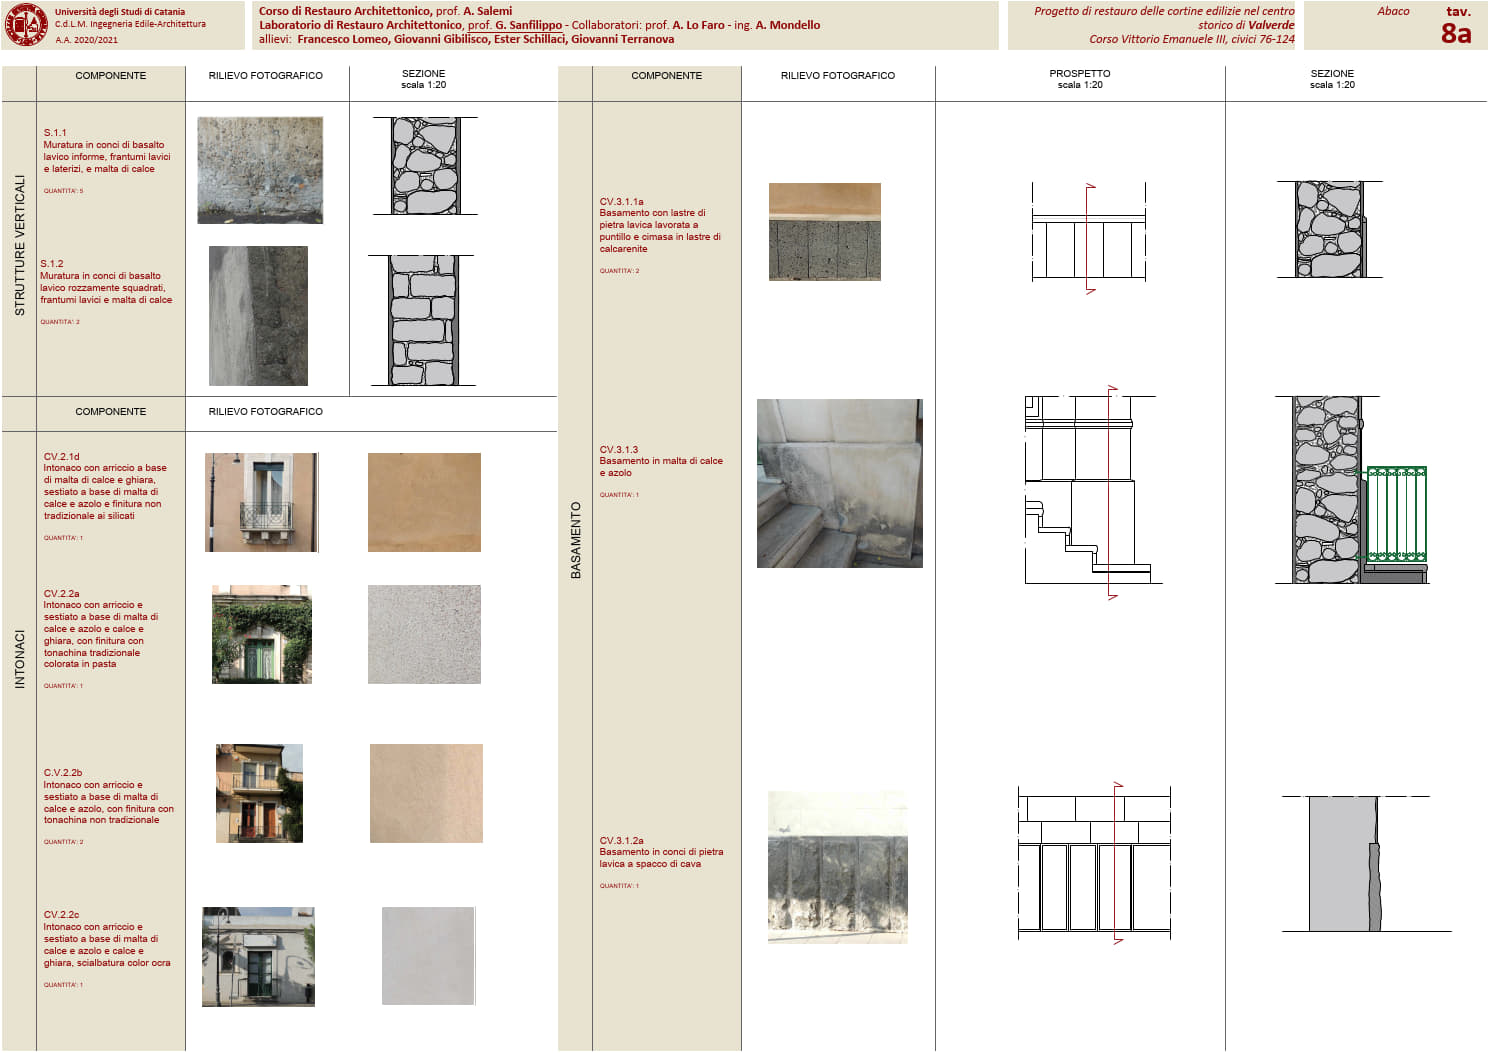 Università degli Studi di Catania
C.d.L.M. Ingegneria Edile-Architettura
A.A. 2020/2021
Corso di Restauro Architettonico, prof. A. Salemi
Laboratorio di Restauro Architettonico, prof. G. Sanfilippo - Collaboratori: prof. A. Lo Faro - ing. A. Mondello
allievi: Francesco Lomeo, Giovanni Gibilisco, Ester Schillaci, Giovanni Terranova
Progetto di restauro delle cortine edilizie nel centro
storico di Valverde
Corso Vittorio Emanuele III, civici 76-124
Abaco
tav.
8a
COMPONENTE
RILIEVO FOTOGRAFICO
SEZIONE
scala 1:20
STRUTTURE VERTICALI
S.1.1
Muratura in conci di basalto
lavico informe, frantumi lavici
e laterizi, e malta di calce
QUANTITA': 5
S.1.2
Muratura in conci di basalto
lavico rozzamente squadrati,
frantumi lavici e malta di calce
QUANTITA': 2
COMPONENTE
RILIEVO FOTOGRAFICO
INTONACI
CV.2.1d
Intonaco con arriccio a base
di malta di calce e ghiara,
sestiato a base di malta di
calce e azolo e finitura non
tradizionale ai silicati
QUANTITA': 1
CV.2.2a
Intonaco con arriccio e
sestiato a base di malta di
calce e azolo e calce e
ghiara, con finitura con
tonachina tradizionale
colorata in pasta
QUANTITA': 1
C.V.2.2b
Intonaco con arriccio e
sestiato a base di malta di
calce e azolo, con finitura con
tonachina non tradizionale
QUANTITA': 2
CV.2.2c
Intonaco con arriccio e
sestiato a base di malta di
calce e azolo e calce e
ghiara, scialbatura color ocra
QUANTITA': 1
COMPONENTE
RILIEVO FOTOGRAFICO
PROSPETTO
scala 1:20
SEZIONE
scala 1:20
BASAMENTO
CV.3.1.1a
Basamento con lastre di
pietra lavica lavorata a
puntillo e cimasa in lastre di
calcarenite
QUANTITA': 2
CV.3.1.3
Basamento in malta di calce
e azolo
QUANTITA': 1
CV.3.1.2a
Basamento in conci di pietra
lavica a spacco di cava
QUANTITA': 1